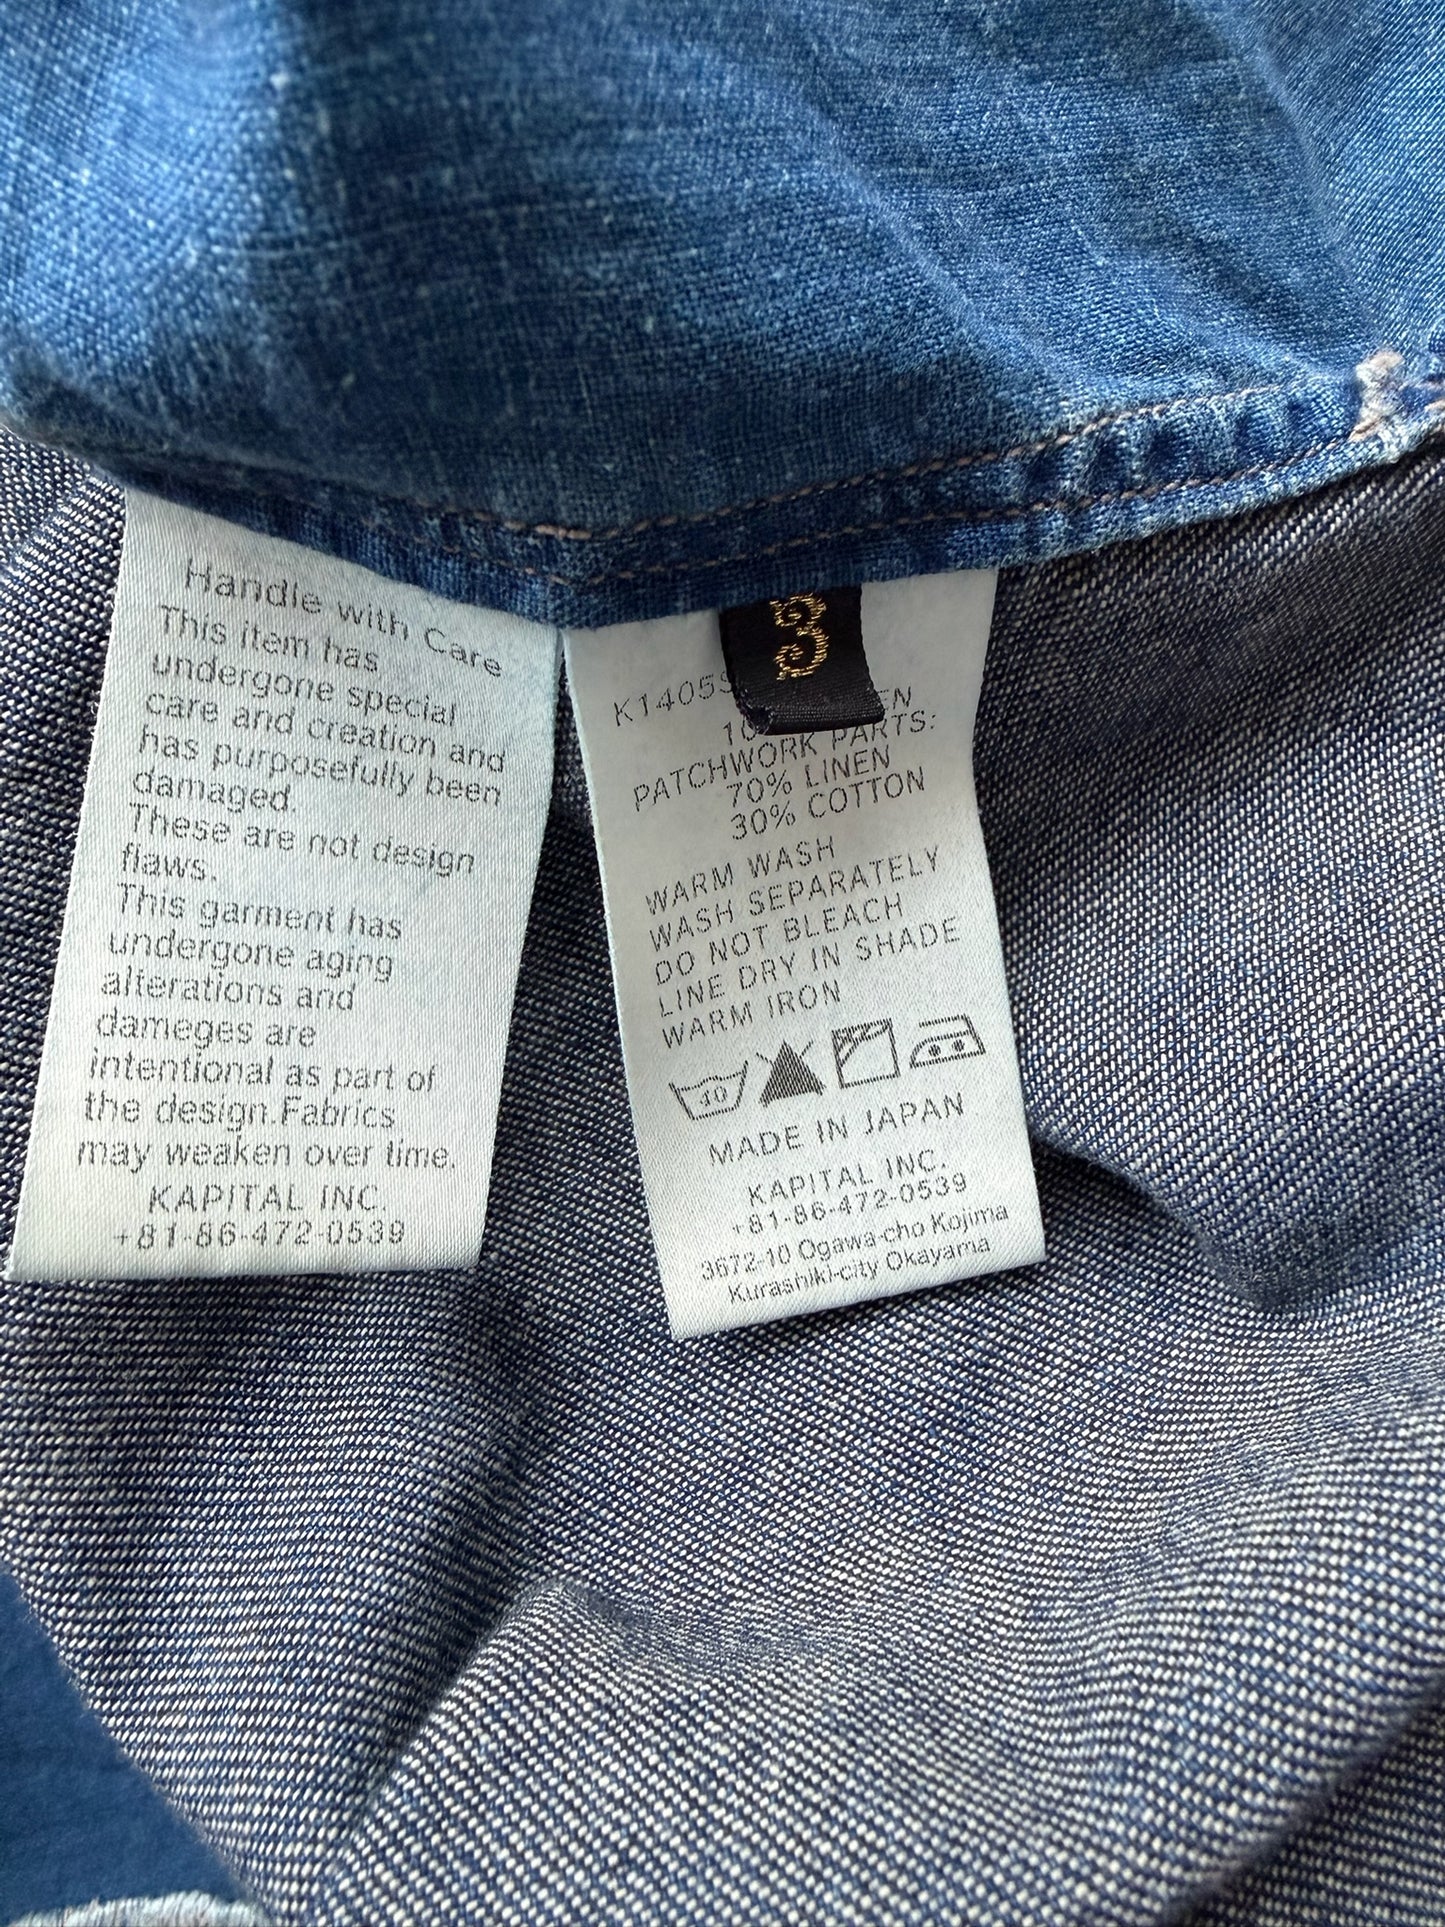 Handle with Care
This item has
undergone special
care and creation and
has purposefully been
damaged.
These are not design
flaws.
This garment has
undergone aging
alterations and
dameges are
intentional as part of
the design.Fabrics
may weaken over time.
KAPITAL INC.
+81-86-472-0539
3
K1405S
PATCHWORK PARTS:
70% LINEN
30% COTTON
WARM WASH
WASH SEPARATELY
DO NOT BLEACH
LINE DRY IN SHADE
WARM IRON
40
MADE IN JAPAN
KAPITAL INC.
+81-86-472-0539
3672-10 Ogawa-cho Kojima
Kurashiki-city Okayama